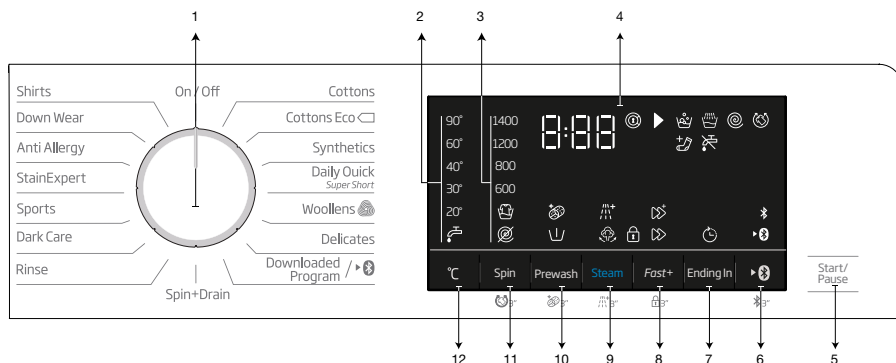 1 2 3 4
Shirts
Down Wear
Anti Allergy
StainExpert
Sports
Dark Care
Rinse
On / Off
Spin+Drain
Cottons
Cottons Eco
Synthetics
Daily Quick
Super Short
Woollens
Delicates
Downloaded
Program /
90°
60°
40°
30°
20°
1400
1200
800
600
8:88
°C Spin Prewash Steam Fast+ Ending In
3" 3" 3" 3" 3"
Start/
Pause
12 11 10 9 8 7 6 5